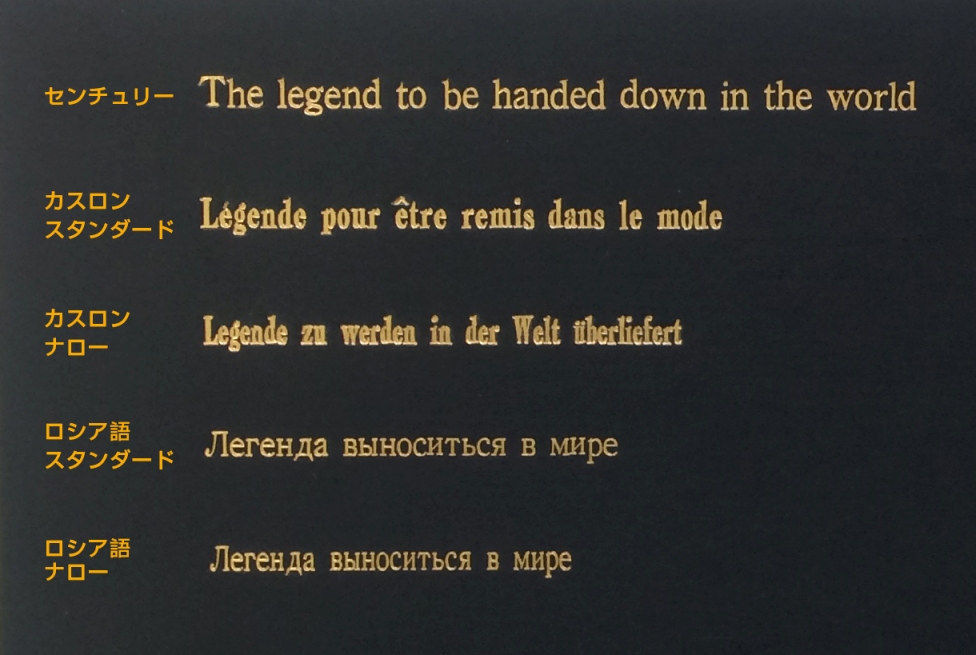 センチュリー The legend to be handed down in the world
カスロン
スタンダード Légende pour être remis dans le mode
カスロン
ナロー Legende zu werden in der Welt überliefert
ロシア語
スタンダード Легенда выноситься в мире
ロシア語
ナロー Легенда выноситься в мире